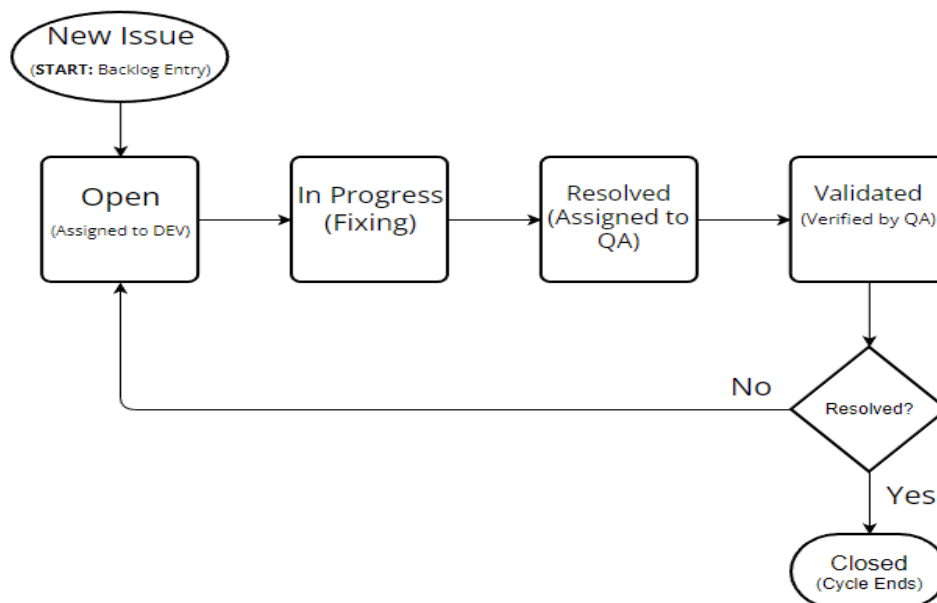 New Issue
(START: Backlog Entry)
Open
(Assigned to DEV)
In Progress
(Fixing)
Resolved
(Assigned to
QA)
Validated
(Verified by QA)
No
Resolved?
Yes
Closed
(Cycle Ends)